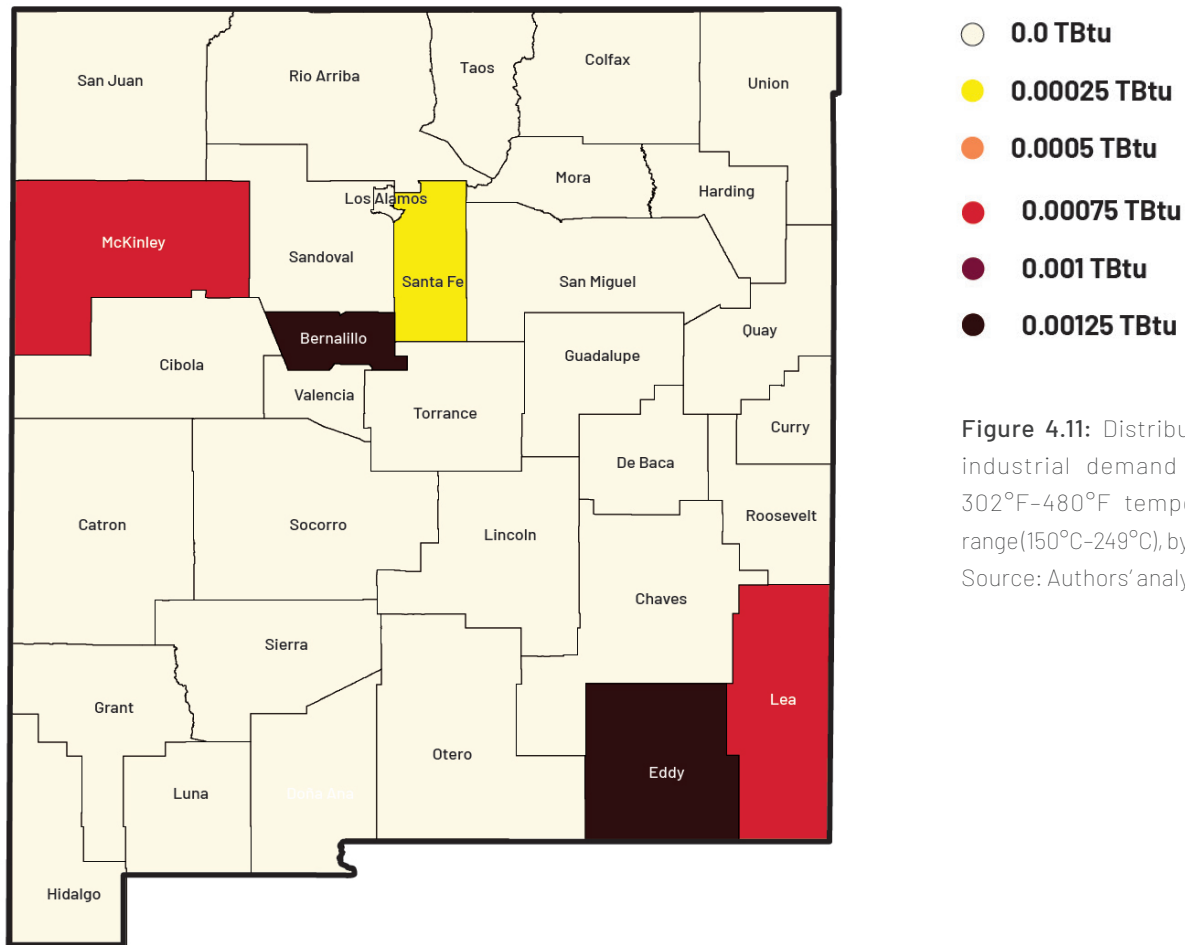 San Juan
Rio Arriba
Taos
Colfax
Union
Mora
Harding
Los Alamos
McKinley
Sandoval
Santa Fe
San Miguel
Bernalillo
Quay
Guadalupe
Cibola
Valencia
Torrance
Curry
De Baca
Catron
Socorro
Lincoln
Roosevelt
Chaves
Sierra
Lea
Grant
Otero
Eddy
Luna
Doña Ana
Hidalgo
0.0 TBtu
0.00025 TBtu
0.0005 TBtu
0.00075 TBtu
0.001 TBtu
0.00125 TBtu
Figure 4.11:
industrial demand
302°F–480°F
range (150°C–249°C), by
Source: Authors'